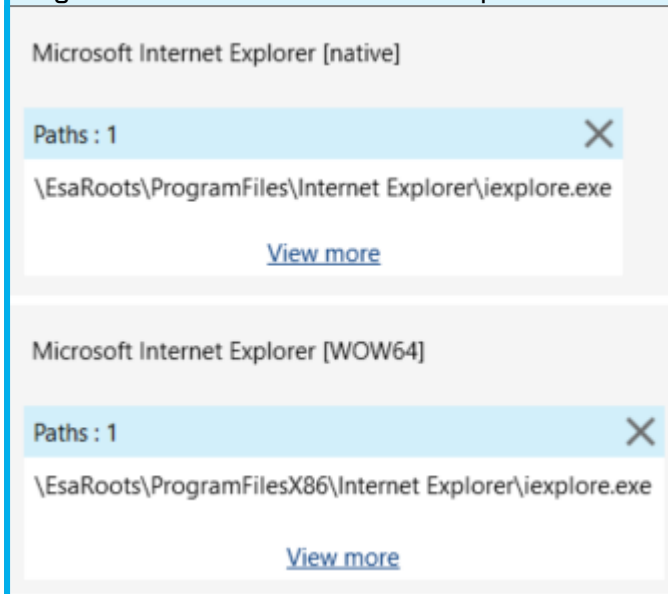 Microsoft Internet Explorer [native]
Paths : 1
\EsaRoots\ProgramFiles\Internet Explorer\iexplore.exe
View more
Microsoft Internet Explorer [WOW64]
Paths : 1
\EsaRoots\ProgramFilesX86\Internet Explorer\iexplore.exe
View more